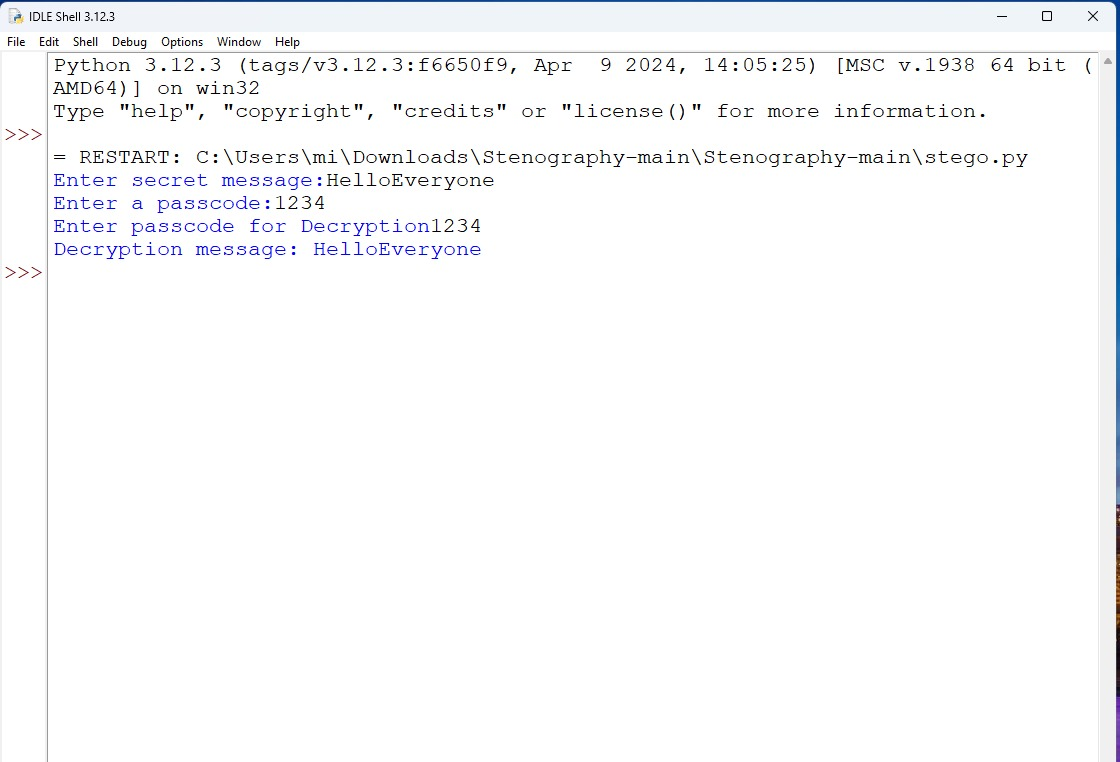 IDLE Shell 3.12.3
File Edit Shell Debug Options Window Help
Python 3.12.3 (tags/v3.12.3:f6650f9, Apr  9 2024, 14:05:25) [MSC v.1938 64 bit (
AMD64)] on win32
Type "help", "copyright", "credits" or "license()" for more information.
>>>
= RESTART: C:\Users\mi\Downloads\Stenography-main\Stenography-main\stego.py
Enter secret message:HelloEveryone
Enter a passcode:1234
Enter passcode for Decryption1234
Decryption message: HelloEveryone
>>>